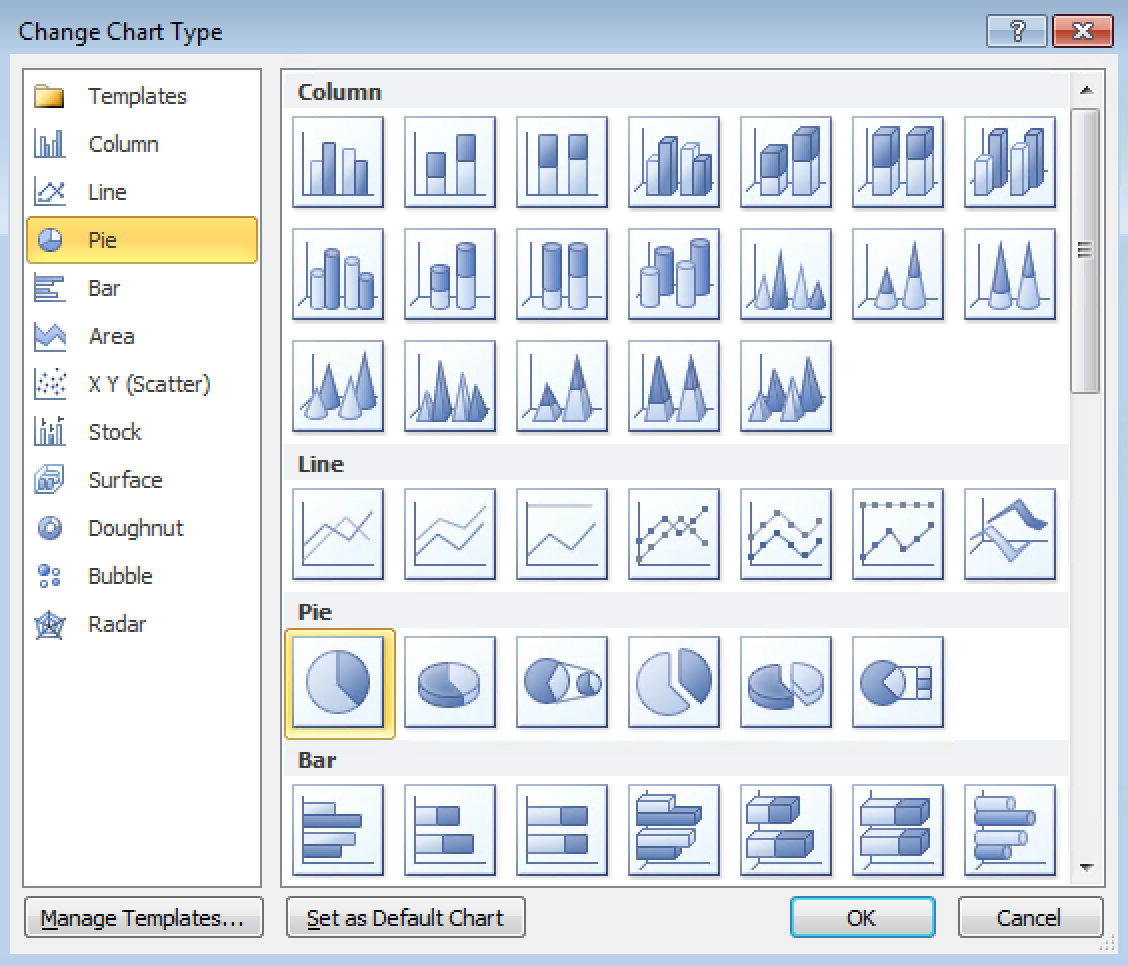 Change Chart Type
Templates
Column
Line
Pie
Bar
Area
X Y (Scatter)
Stock
Surface
Doughnut
Bubble
Radar
Column
Line
Pie
Bar
Manage Templates...
Set as Default Chart
OK
Cancel